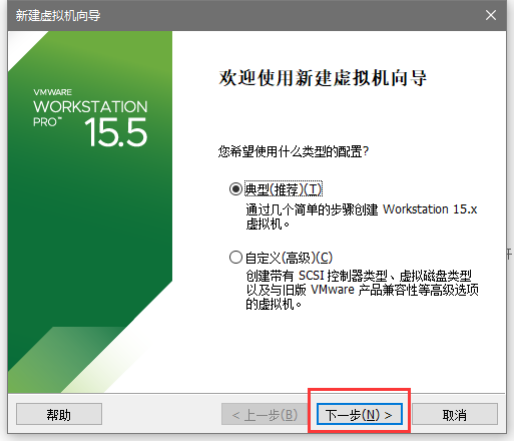 新建虚拟机向导
VMWARE
WORKSTATION
PRO™ 15.5
欢迎使用新建虚拟机向导
您希望使用什么类型的配置?
典型(推荐)(T)
通过几个简单的步骤创建 Workstation 15.x
虚拟机。
自定义(高级)(C)
创建带有 SCSI 控制器类型、虚拟磁盘类型
以及与旧版 VMware 产品兼容性等高级选项
的虚拟机。
帮助
< 上一步(B)
下一步(N) >
取消